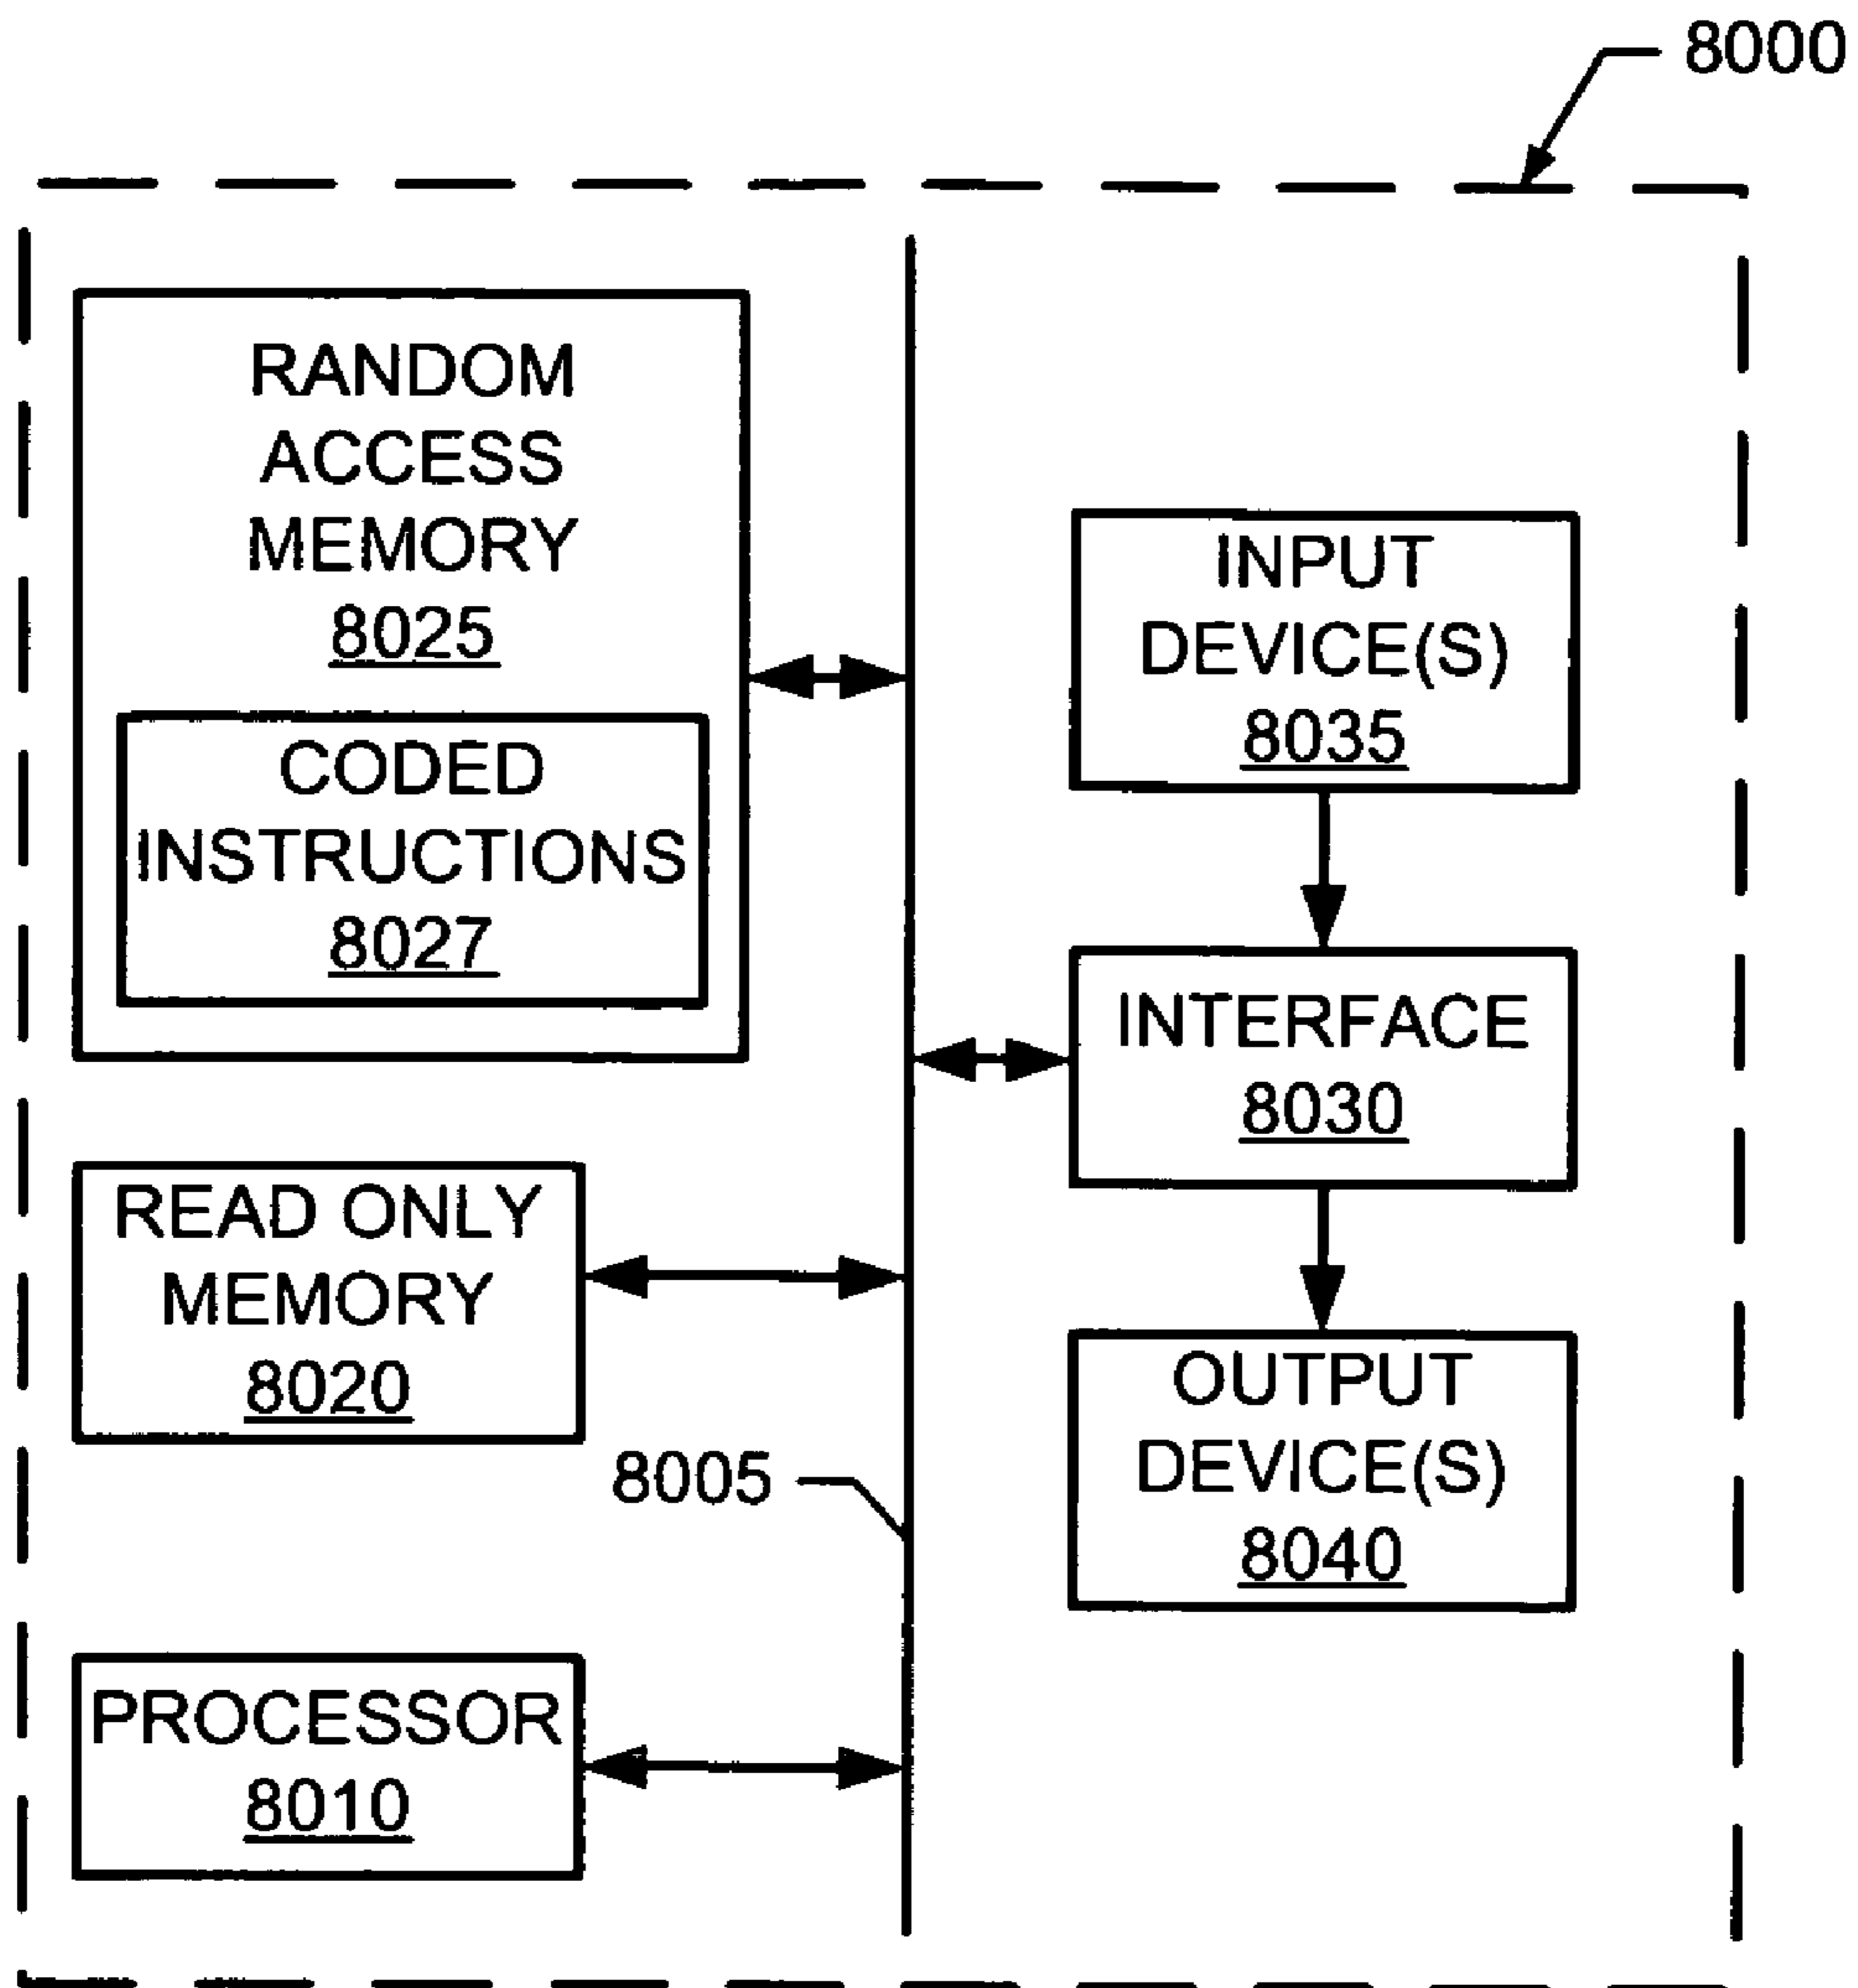 8000
RANDOM
ACCESS
MEMORY
8025
CODED
INSTRUCTIONS
8027
READ ONLY
MEMORY
8020
8005
PROCESSOR
8010
INPUT
DEVICE(S)
8035
INTERFACE
8030
OUTPUT
DEVICE(S)
8040